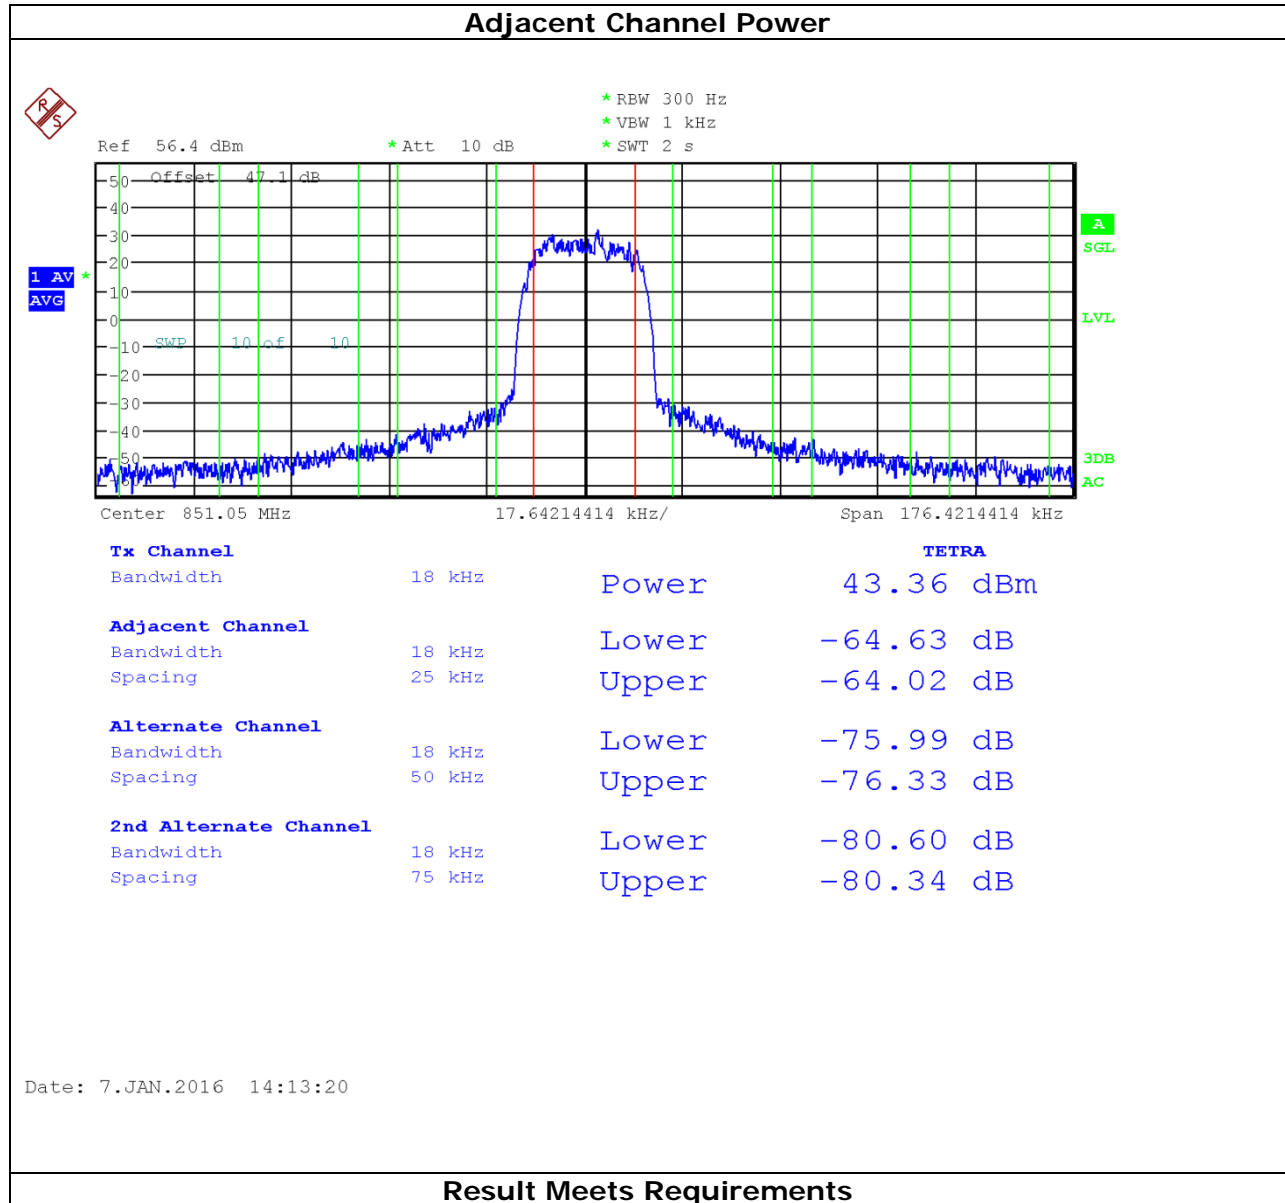 Adjacent Channel Power
R S
* RBW 300 Hz
* VBW 1 kHz
Ref 56.4 dBm * Att 10 dB * SWT 2 s
50 Offset 47.1 dB
40
A
30
SGL
20
1 AV *
10
AVG
0
LVL
-10 SWP 10 of 10
-20
-30
-40
-50
3DB
AC
Center 851.05 MHz 17.64214414 kHz/ Span 176.4214414 kHz
Tx Channel TETRA
Bandwidth 18 kHz Power 43.36 dBm
Adjacent Channel
Lower -64.63 dB
Bandwidth 18 kHz
Spacing 25 kHz Upper -64.02 dB
Alternate Channel
Lower -75.99 dB
Bandwidth 18 kHz
Spacing 50 kHz Upper -76.33 dB
2nd Alternate Channel
Lower -80.60 dB
Bandwidth 18 kHz
Spacing 75 kHz Upper -80.34 dB
Date: 7.JAN.2016 14:13:20
Result Meets Requirements